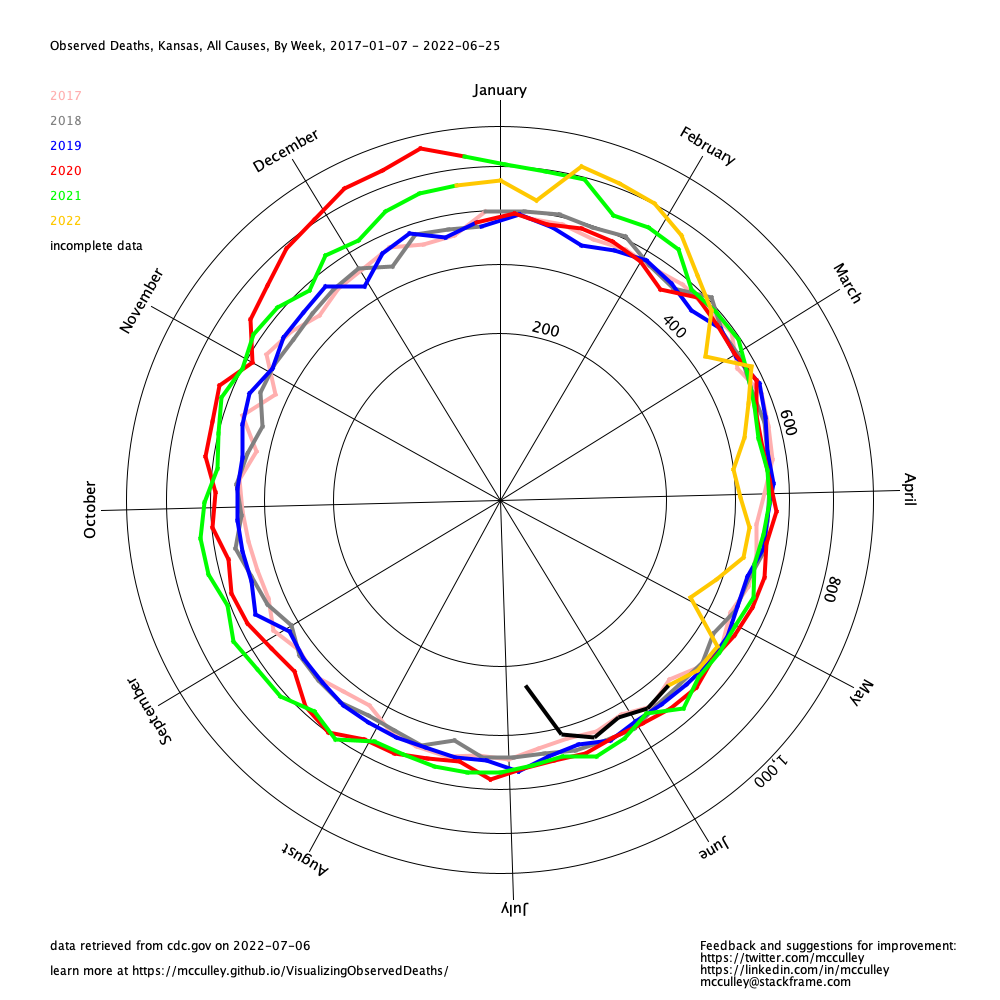 Observed Deaths, Kansas, All Causes, By Week, 2017-01-07 - 2022-06-25
2017
2018
2019
2020
2021
2022
incomplete data
January
February
March
April
May
June
July
August
September
October
November
December
200
400
600
800
1,000
data retrieved from cdc.gov on 2022-07-06
learn more at https://mcculley.github.io/VisualizingObservedDeaths/
Feedback and suggestions for improvement:
https://twitter.com/mcculley
https://linkedin.com/in/mcculley
mcculley@stackframe.com